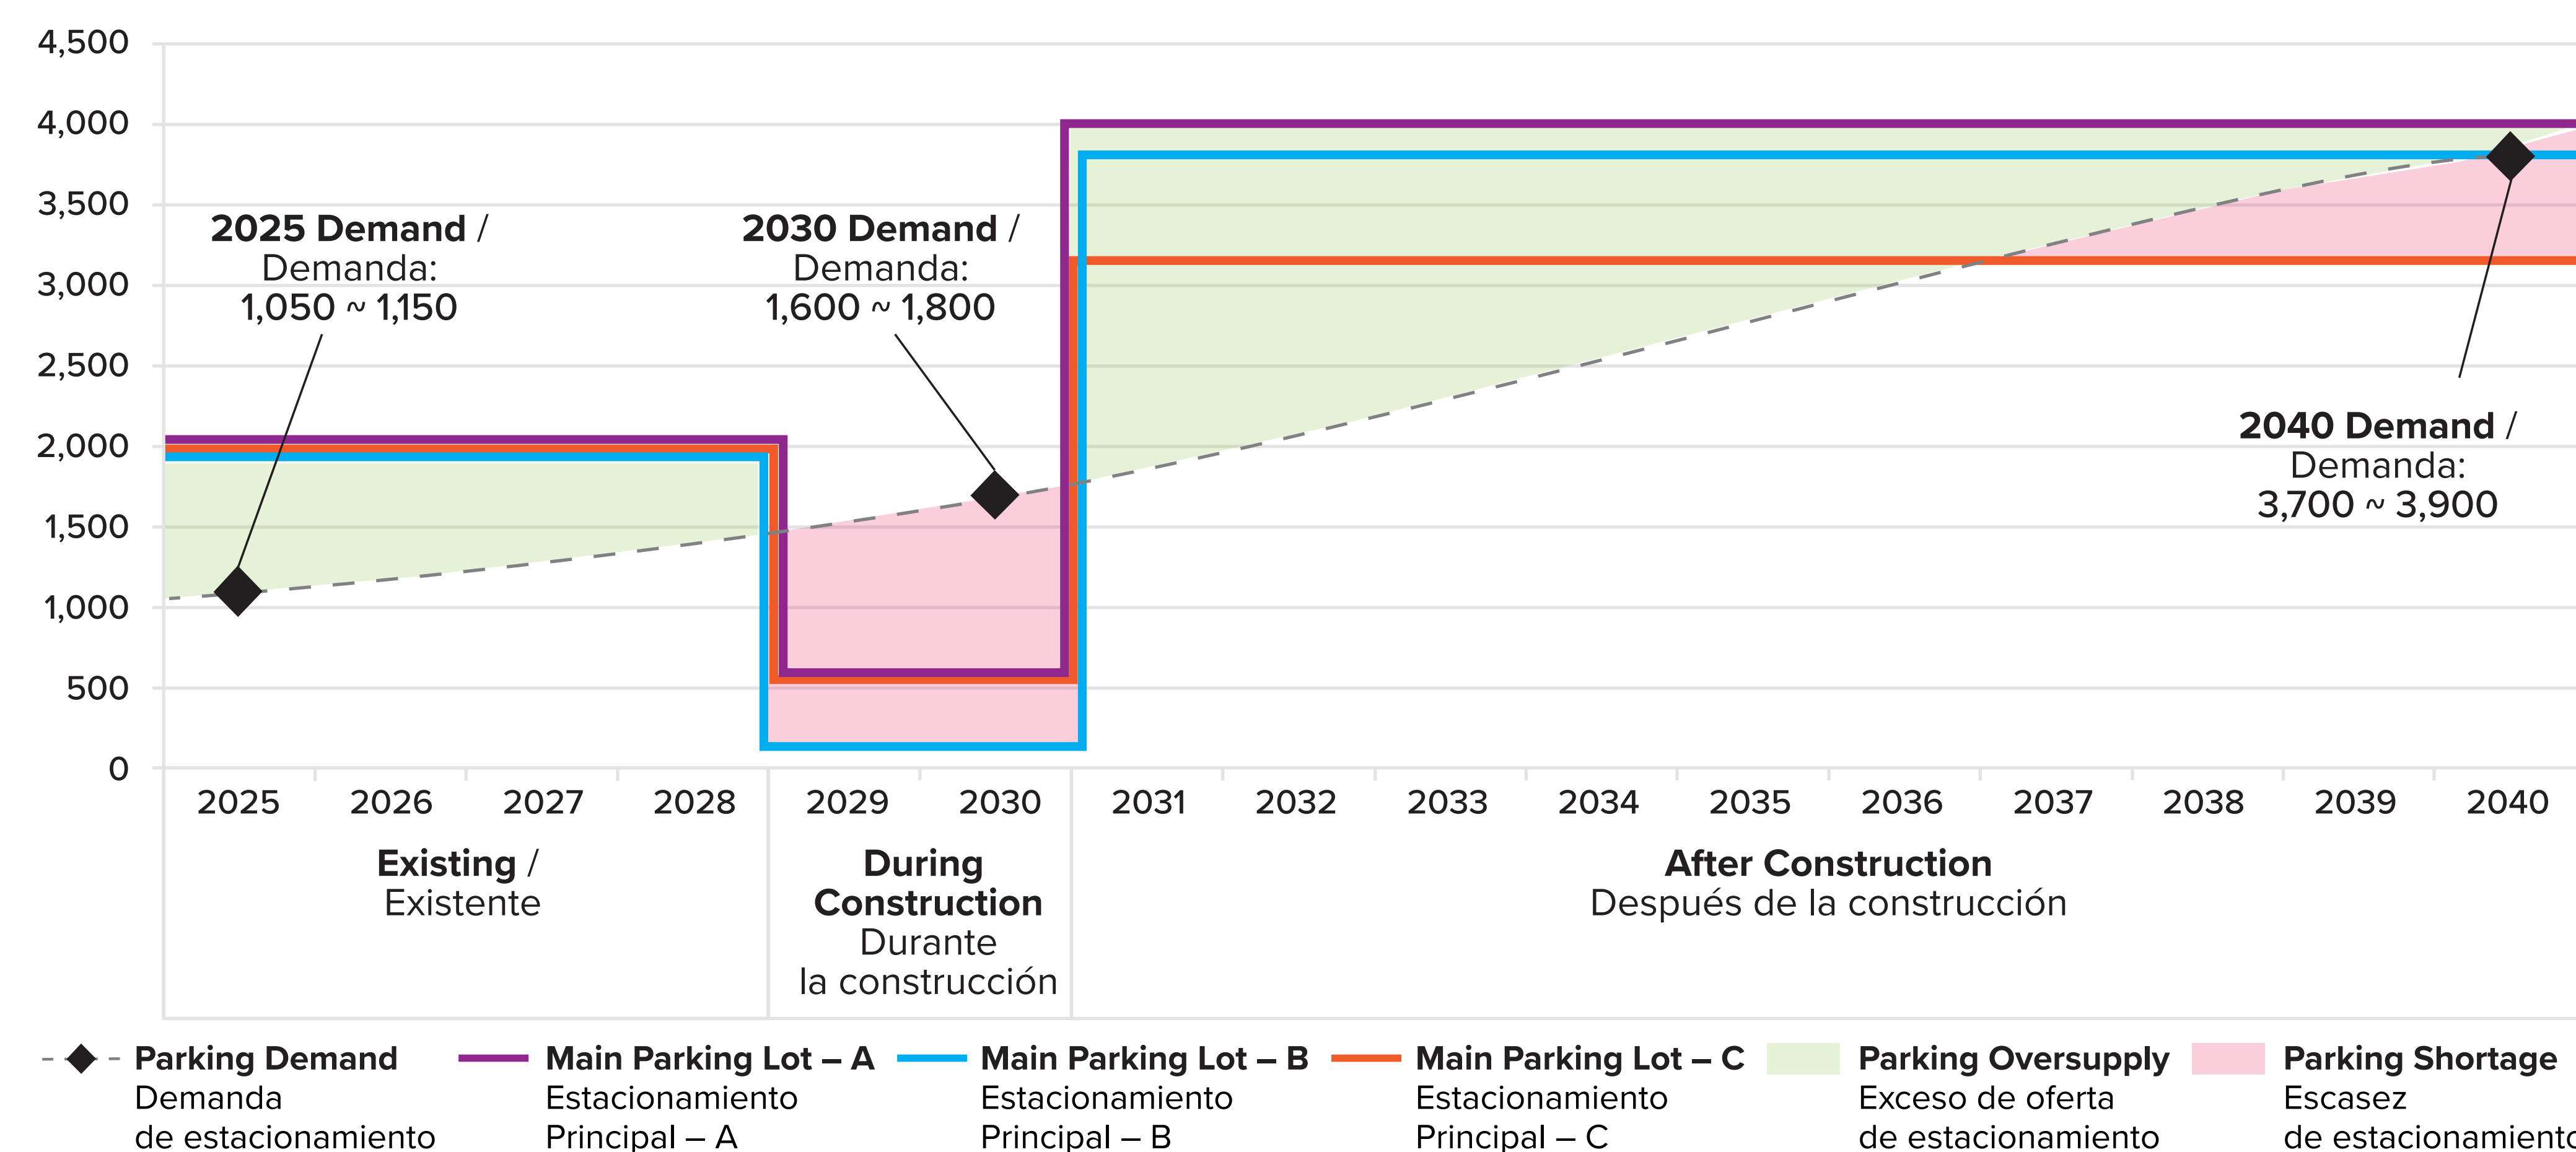 4,500
4,000
3,500
3,000
2,500
2,000
1,500
1,000
500
0
2025 Demand /
Demanda:
1,050 ~ 1,150
2030 Demand /
Demanda:
1,600 ~ 1,800
2040 Demand /
Demanda:
3,700 ~ 3,900
2025 2026 2027 2028 2029 2030 2031 2032 2033 2034 2035 2036 2037 2038 2039 2040
Existing /
Existente
During
Construction
Durante
la construcción
After Construction
Después de la construcción
Parking Demand
Demanda
de estacionamiento
Main Parking Lot – A
Estacionamiento
Principal – A
Main Parking Lot – B
Estacionamiento
Principal – B
Main Parking Lot – C
Estacionamiento
Principal – C
Parking Oversupply
Exceso de oferta
de estacionamiento
Parking Shortage
Escasez
de estacionamiento